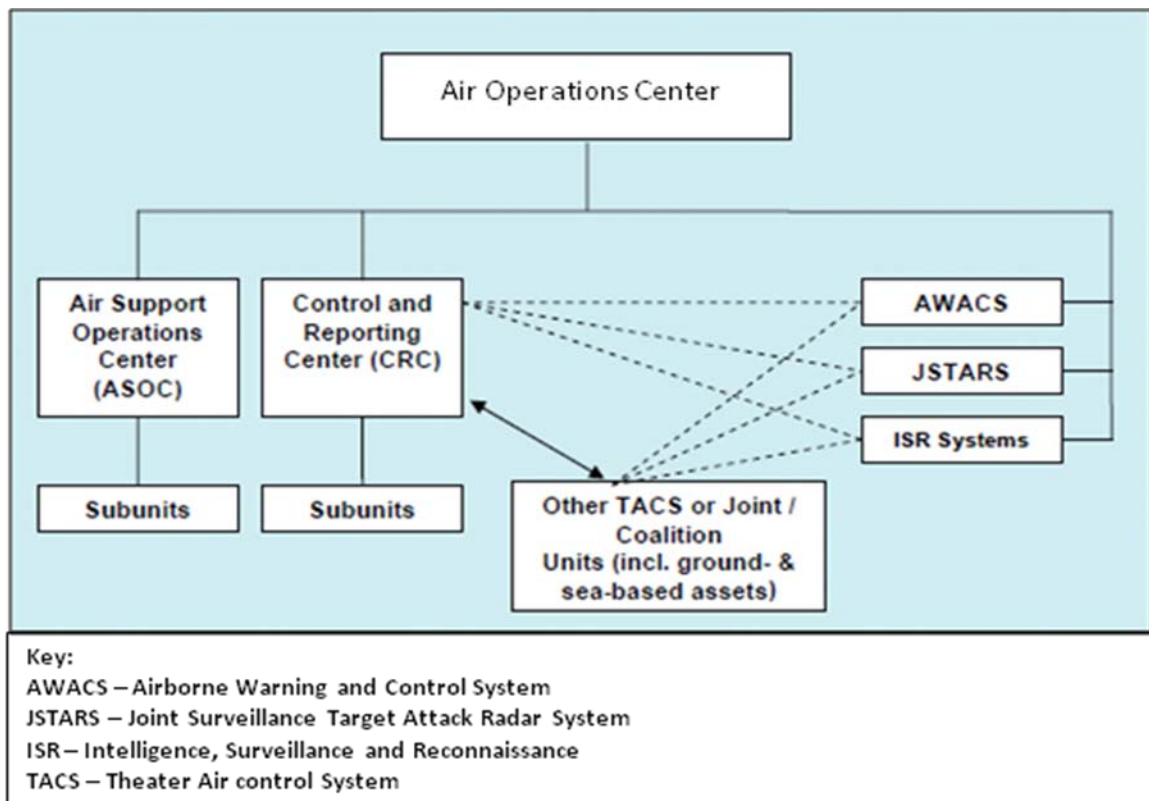 Air Operations Center
Air Support
Operations
Center
(ASOC)
Control and
Reporting
Center (CRC)
AWACS
JSTARS
ISR Systems
Subunits
Subunits
Other TACS or Joint /
Coalition
Units (incl. ground- &
sea-based assets)
Key:
AWACS – Airborne Warning and Control System
JSTARS – Joint Surveillance Target Attack Radar System
ISR – Intelligence, Surveillance and Reconnaissance
TACS – Theater Air control System